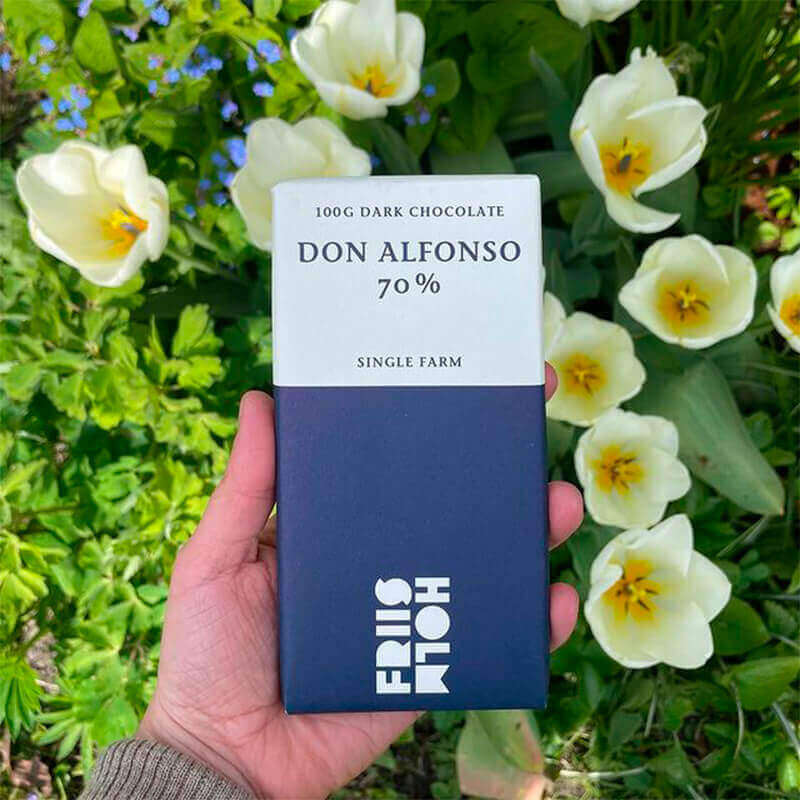 100G DARK CHOCOLATE
DON ALFONSO
70%
SINGLE FARM
FRIIS
HOLM